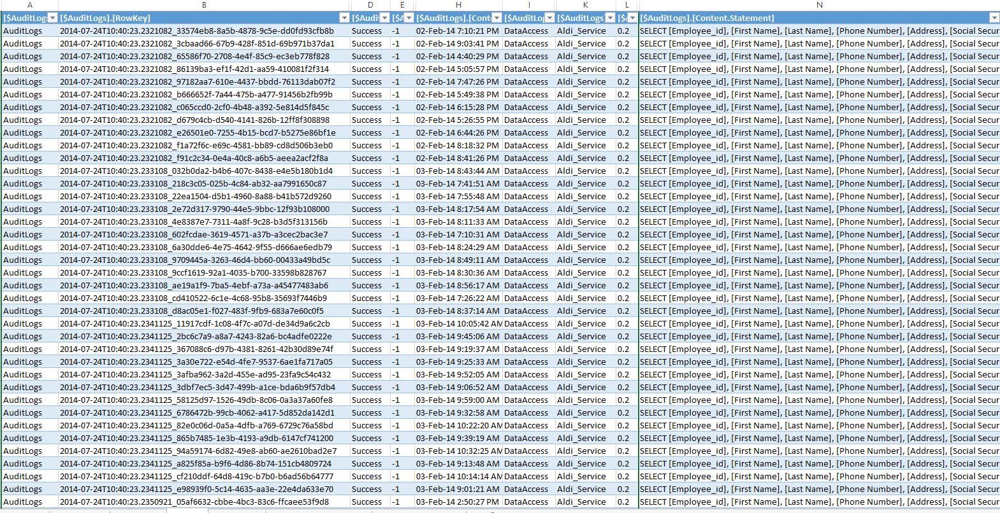 A B D E H I K L N
[$AuditLogs [$AuditLogs].[RowKey] [$Audit [$A [$AuditLogs].[Cont [$AuditLog [$AuditLogs] [$A [$AuditLogs].[Content.Statement]
AuditLogs 2014-07-24T10:40:23.2321082_33574eb8-8a5b-4878-9c5e-dd0fd93cfb8b Success -1 02-Feb-14 7:10:21 PM DataAccess Aldi_Service 0.2 SELECT [Employee_id], [First Name], [Last Name], [Phone Number], [Address], [Social Secur
AuditLogs 2014-07-24T10:40:23.2321082_3cbaad66-67b9-428f-851d-69b971b37da1 Success -1 02-Feb-14 9:03:41 PM DataAccess Aldi_Service 0.2 SELECT [Employee_id], [First Name], [Last Name], [Phone Number], [Address], [Social Secur
AuditLogs 2014-07-24T10:40:23.2321082_65586f70-2708-4e4f-85c9-ec3eb778f828 Success -1 02-Feb-14 4:40:29 PM DataAccess Aldi_Service 0.2 SELECT [Employee_id], [First Name], [Last Name], [Phone Number], [Address], [Social Secur
AuditLogs 2014-07-24T10:40:23.2321082_86139ba3-ef1f-42d1-aa59-410081f2f314 Success -1 02-Feb-14 5:05:57 PM DataAccess Aldi_Service 0.2 SELECT [Employee_id], [First Name], [Last Name], [Phone Number], [Address], [Social Secur
AuditLogs 2014-07-24T10:40:23.2321082_97182aa7-610e-4437-bbdd-76113dab07f2 Success -1 02-Feb-14 7:47:26 PM DataAccess Aldi_Service 0.2 SELECT [Employee_id], [First Name], [Last Name], [Phone Number], [Address], [Social Secur
AuditLogs 2014-07-24T10:40:23.2321082_b666652f-7a44-475b-a477-91456b2fb99b Success -1 02-Feb-14 5:49:38 PM DataAccess Aldi_Service 0.2 SELECT [Employee_id], [First Name], [Last Name], [Phone Number], [Address], [Social Secur
AuditLogs 2014-07-24T10:40:23.2321082_c065ccd0-2cf0-4b48-a392-5e814d5f845c Success -1 02-Feb-14 6:15:28 PM DataAccess Aldi_Service 0.2 SELECT [Employee_id], [First Name], [Last Name], [Phone Number], [Address], [Social Secur
AuditLogs 2014-07-24T10:40:23.2321082_d679c4cb-d540-4141-826b-12ff8f308898 Success -1 02-Feb-14 5:26:55 PM DataAccess Aldi_Service 0.2 SELECT [Employee_id], [First Name], [Last Name], [Phone Number], [Address], [Social Secur
AuditLogs 2014-07-24T10:40:23.2321082_e26501e0-7255-4b15-bcd7-b5275e86bf1e Success -1 02-Feb-14 6:44:26 PM DataAccess Aldi_Service 0.2 SELECT [Employee_id], [First Name], [Last Name], [Phone Number], [Address], [Social Secur
AuditLogs 2014-07-24T10:40:23.2321082_f1a72f6c-e69c-4581-bb89-cd8d506b3eb0 Success -1 02-Feb-14 8:18:32 PM DataAccess Aldi_Service 0.2 SELECT [Employee_id], [First Name], [Last Name], [Phone Number], [Address], [Social Secur
AuditLogs 2014-07-24T10:40:23.2321082_f91c2c34-0e4a-40c8-a6b5-aeea2acf2f8a Success -1 02-Feb-14 8:41:26 PM DataAccess Aldi_Service 0.2 SELECT [Employee_id], [First Name], [Last Name], [Phone Number], [Address], [Social Secur
AuditLogs 2014-07-24T10:40:23.233108_032b0da2-b4b6-407c-8438-e4e5b180b1d4 Success -1 03-Feb-14 8:43:44 AM DataAccess Aldi_Service 0.2 SELECT [Employee_id], [First Name], [Last Name], [Phone Number], [Address], [Social Secur
AuditLogs 2014-07-24T10:40:23.233108_218c3c05-025b-4c84-ab32-aa7991650c87 Success -1 03-Feb-14 7:41:51 AM DataAccess Aldi_Service 0.2 SELECT [Employee_id], [First Name], [Last Name], [Phone Number], [Address], [Social Secur
AuditLogs 2014-07-24T10:40:23.233108_22ea1504-d5b1-4960-8a88-b41b572d9260 Success -1 03-Feb-14 7:55:48 AM DataAccess Aldi_Service 0.2 SELECT [Employee_id], [First Name], [Last Name], [Phone Number], [Address], [Social Secur
AuditLogs 2014-07-24T10:40:23.233108_2e72d317-9790-44e5-9bbc-12f93b108000 Success -1 03-Feb-14 8:17:54 AM DataAccess Aldi_Service 0.2 SELECT [Employee_id], [First Name], [Last Name], [Phone Number], [Address], [Social Secur
AuditLogs 2014-07-24T10:40:23.233108_4e8387e7-7311-4a8f-9c28-b3d5f313156b Success -1 03-Feb-14 8:11:33 AM DataAccess Aldi_Service 0.2 SELECT [Employee_id], [First Name], [Last Name], [Phone Number], [Address], [Social Secur
AuditLogs 2014-07-24T10:40:23.233108_602fcdae-3619-4571-a37b-a3cec2bac3e7 Success -1 03-Feb-14 7:10:31 AM DataAccess Aldi_Service 0.2 SELECT [Employee_id], [First Name], [Last Name], [Phone Number], [Address], [Social Secur
AuditLogs 2014-07-24T10:40:23.233108_6a30dde6-4e75-4642-9f55-d666ae6edb79 Success -1 03-Feb-14 8:24:29 AM DataAccess Aldi_Service 0.2 SELECT [Employee_id], [First Name], [Last Name], [Phone Number], [Address], [Social Secur
AuditLogs 2014-07-24T10:40:23.233108_9709445a-3263-46d4-bb60-00433a49bd5c Success -1 03-Feb-14 8:49:11 AM DataAccess Aldi_Service 0.2 SELECT [Employee_id], [First Name], [Last Name], [Phone Number], [Address], [Social Secur
AuditLogs 2014-07-24T10:40:23.233108_9ccf1619-92a1-4035-b700-33598b828767 Success -1 03-Feb-14 8:30:36 AM DataAccess Aldi_Service 0.2 SELECT [Employee_id], [First Name], [Last Name], [Phone Number], [Address], [Social Secur
AuditLogs 2014-07-24T10:40:23.233108_ae19a1f9-7ba5-4ebf-a73a-a45477483ab6 Success -1 03-Feb-14 8:56:17 AM DataAccess Aldi_Service 0.2 SELECT [Employee_id], [First Name], [Last Name], [Phone Number], [Address], [Social Secur
AuditLogs 2014-07-24T10:40:23.233108_cd410522-6c1e-4c68-95b8-35693f7446b9 Success -1 03-Feb-14 7:26:22 AM DataAccess Aldi_Service 0.2 SELECT [Employee_id], [First Name], [Last Name], [Phone Number], [Address], [Social Secur
AuditLogs 2014-07-24T10:40:23.233108_d8ac05e1-f027-483f-9fb9-683a7e60c0f5 Success -1 03-Feb-14 8:37:14 AM DataAccess Aldi_Service 0.2 SELECT [Employee_id], [First Name], [Last Name], [Phone Number], [Address], [Social Secur
AuditLogs 2014-07-24T10:40:23.2341125_11917cdf-1c08-4f7c-a07d-de34d9a6c2cb Success -1 03-Feb-14 10:05:42 AM DataAccess Aldi_Service 0.2 SELECT [Employee_id], [First Name], [Last Name], [Phone Number], [Address], [Social Secur
AuditLogs 2014-07-24T10:40:23.2341125_2bc6c7a9-a8a7-4243-82a6-bc4adfe0222e Success -1 03-Feb-14 9:45:06 AM DataAccess Aldi_Service 0.2 SELECT [Employee_id], [First Name], [Last Name], [Phone Number], [Address], [Social Secur
AuditLogs 2014-07-24T10:40:23.2341125_367088c6-d97b-4381-8261-42b30d89e74f Success -1 03-Feb-14 9:19:37 AM DataAccess Aldi_Service 0.2 SELECT [Employee_id], [First Name], [Last Name], [Phone Number], [Address], [Social Secur
AuditLogs 2014-07-24T10:40:23.2341125_3a30e722-e54d-4fe7-9537-6ae1fa717a05 Success -1 03-Feb-14 9:25:33 AM DataAccess Aldi_Service 0.2 SELECT [Employee_id], [First Name], [Last Name], [Phone Number], [Address], [Social Secur
AuditLogs 2014-07-24T10:40:23.2341125_3afba962-3a2d-455e-ad95-23fa9c54c432 Success -1 03-Feb-14 9:52:05 AM DataAccess Aldi_Service 0.2 SELECT [Employee_id], [First Name], [Last Name], [Phone Number], [Address], [Social Secur
AuditLogs 2014-07-24T10:40:23.2341125_3dbf7ec5-3d47-499b-a1ce-bda6b9f57db4 Success -1 03-Feb-14 9:06:52 AM DataAccess Aldi_Service 0.2 SELECT [Employee_id], [First Name], [Last Name], [Phone Number], [Address], [Social Secur
AuditLogs 2014-07-24T10:40:23.2341125_58125d97-1526-49db-8c06-0a3a37a60fe8 Success -1 03-Feb-14 9:59:00 AM DataAccess Aldi_Service 0.2 SELECT [Employee_id], [First Name], [Last Name], [Phone Number], [Address], [Social Secur
AuditLogs 2014-07-24T10:40:23.2341125_6786472b-99cb-4062-a417-5d852da142d1 Success -1 03-Feb-14 9:32:58 AM DataAccess Aldi_Service 0.2 SELECT [Employee_id], [First Name], [Last Name], [Phone Number], [Address], [Social Secur
AuditLogs 2014-07-24T10:40:23.2341125_82e0c06d-0a5a-4dfb-a769-6729c76a58bd Success -1 03-Feb-14 10:22:20 AM DataAccess Aldi_Service 0.2 SELECT [Employee_id], [First Name], [Last Name], [Phone Number], [Address], [Social Secur
AuditLogs 2014-07-24T10:40:23.2341125_865b7485-1e3b-4193-a9db-6147cf741200 Success -1 03-Feb-14 9:39:19 AM DataAccess Aldi_Service 0.2 SELECT [Employee_id], [First Name], [Last Name], [Phone Number], [Address], [Social Secur
AuditLogs 2014-07-24T10:40:23.2341125_94a59174-6d82-49e8-ab60-ae2610bad2e7 Success -1 03-Feb-14 10:32:25 AM DataAccess Aldi_Service 0.2 SELECT [Employee_id], [First Name], [Last Name], [Phone Number], [Address], [Social Secur
AuditLogs 2014-07-24T10:40:23.2341125_a825f85a-b9f6-4d86-8b74-151cb4809724 Success -1 03-Feb-14 9:13:48 AM DataAccess Aldi_Service 0.2 SELECT [Employee_id], [First Name], [Last Name], [Phone Number], [Address], [Social Secur
AuditLogs 2014-07-24T10:40:23.2341125_cf210ddf-64d8-419c-b7b0-b6ad56b64777 Success -1 03-Feb-14 10:14:14 AM DataAccess Aldi_Service 0.2 SELECT [Employee_id], [First Name], [Last Name], [Phone Number], [Address], [Social Secur
AuditLogs 2014-07-24T10:40:23.2341125_e98939f0-5c14-4635-aa3e-22e4da633e70 Success -1 03-Feb-14 9:01:21 AM DataAccess Aldi_Service 0.2 SELECT [Employee_id], [First Name], [Last Name], [Phone Number], [Address], [Social Secur
AuditLogs 2014-07-24T10:40:23.2350921_05af6632-cbbe-4bc3-83c6-ffcaee53f9d8 Success -1 03-Feb-14 2:50:27 PM DataAccess Aldi_Service 0.2 SELECT [Employee_id], [First Name], [Last Name], [Phone Number], [Address], [Social Secur